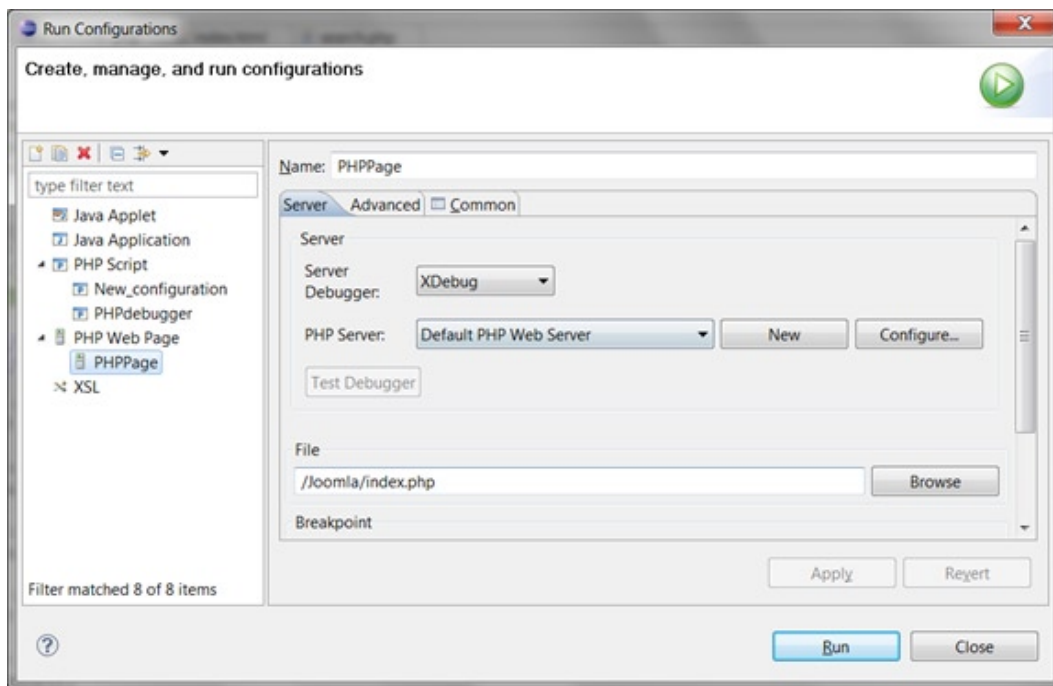 Run Configurations
Create, manage, and run configurations
type filter text
Java Applet
Java Application
PHP Script
New_configuration
PHPdebugger
PHP Web Page
PHPPage
XSL
Filter matched 8 of 8 items
Name: PHPPage
Server Advanced Common
Server
Server
Debugger: XDebug
PHP Server: Default PHP Web Server New Configure...
Test Debugger
File
/Joomla/index.php Browse
Breakpoint
Apply Revert
Run Close